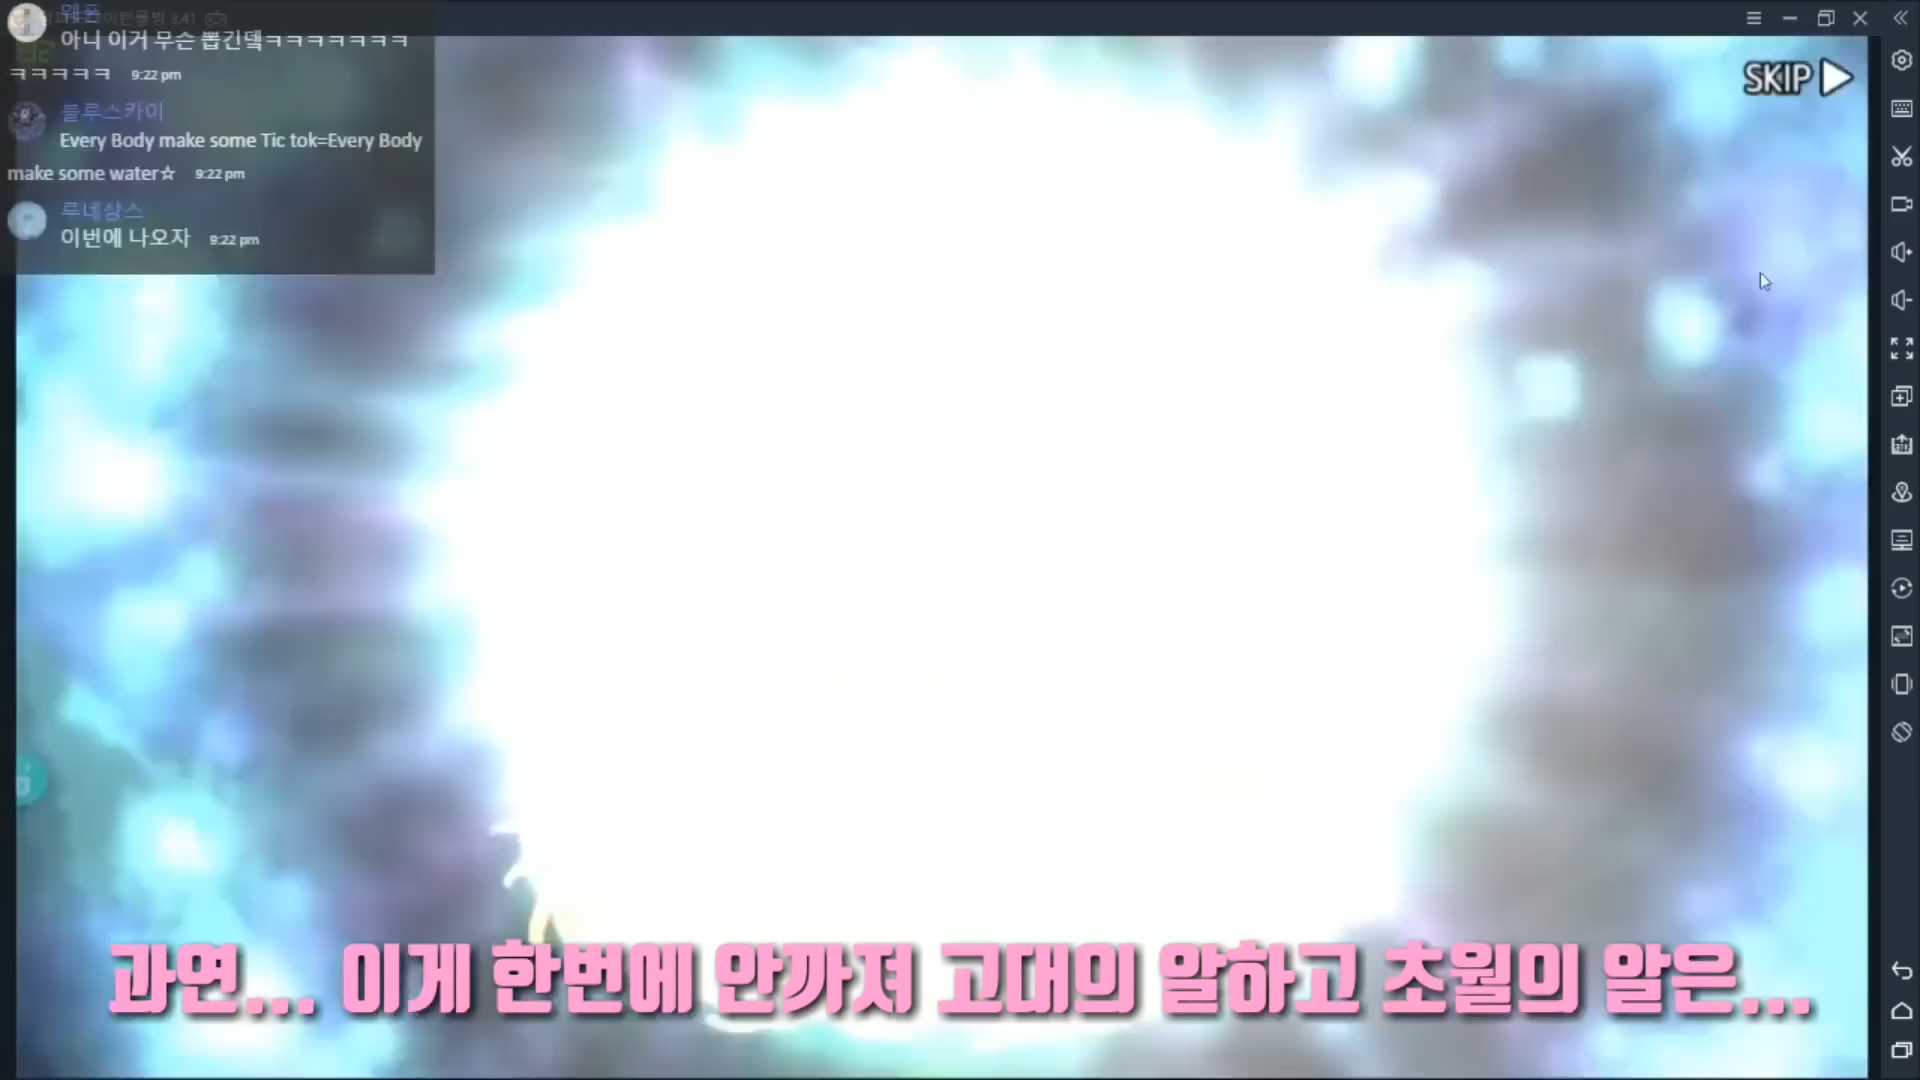 3.41
아니 이거 무슨 뽑긴뎈ㅋㅋㅋㅋㅋㅋㅋ
ㅋㅋㅋㅋㅋ 9:22 pm
블루스카이
Every Body make some Tic tok=Every Body
make some water☆ 9:22 pm
루네상스
이번에 나오자 9:22 pm
SKIP
과연... 이게 한번에 안까져 고대의 알하고 초월의 알은...